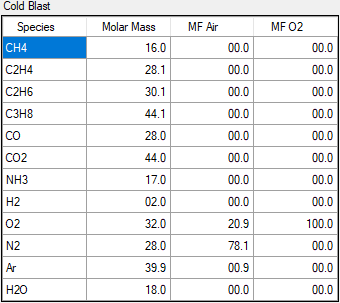 Cold Blast
Species Molar Mass MF Air MF O2
CH4 16.0 00.0 00.0
C2H4 28.1 00.0 00.0
C2H6 30.1 00.0 00.0
C3H8 44.1 00.0 00.0
CO 28.0 00.0 00.0
CO2 44.0 00.0 00.0
NH3 17.0 00.0 00.0
H2 02.0 00.0 00.0
O2 32.0 20.9 100.0
N2 28.0 78.1 00.0
Ar 39.9 00.9 00.0
H2O 18.0 00.0 00.0